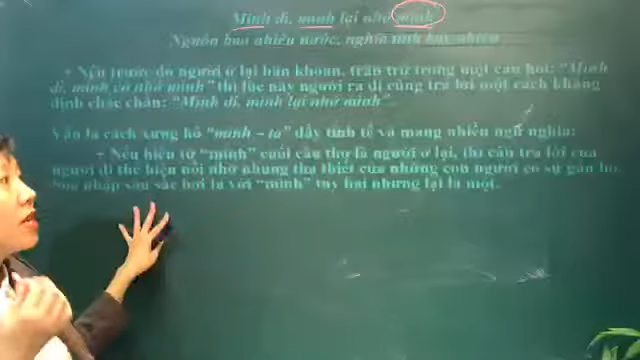 Mình đi, mình lại nhớ mình
Nguồn bao nhiêu nước, nghĩa tình bấy nhiêu
+ Nếu trước đó người ở lại băn khoăn, trăn trở trong một câu hỏi: "Mình
đi, mình có nhớ mình" thì lúc này người ra đi cũng trả lời một cách khẳng
định chắc chắn: "Mình đi, mình lại nhớ mình".
Vẫn là cách xưng hô "mình – ta" đầy tinh tế và mang nhiều ngữ nghĩa:
+ Nếu hiểu từ "mình" cuối câu thơ là người ở lại, thì câu trả lời của
người đi thể hiện nỗi nhớ nhung tha thiết của những con người có sự gắn bó,
hòa nhập sâu sắc bởi ta với "mình" tuy hai nhưng lại là một.